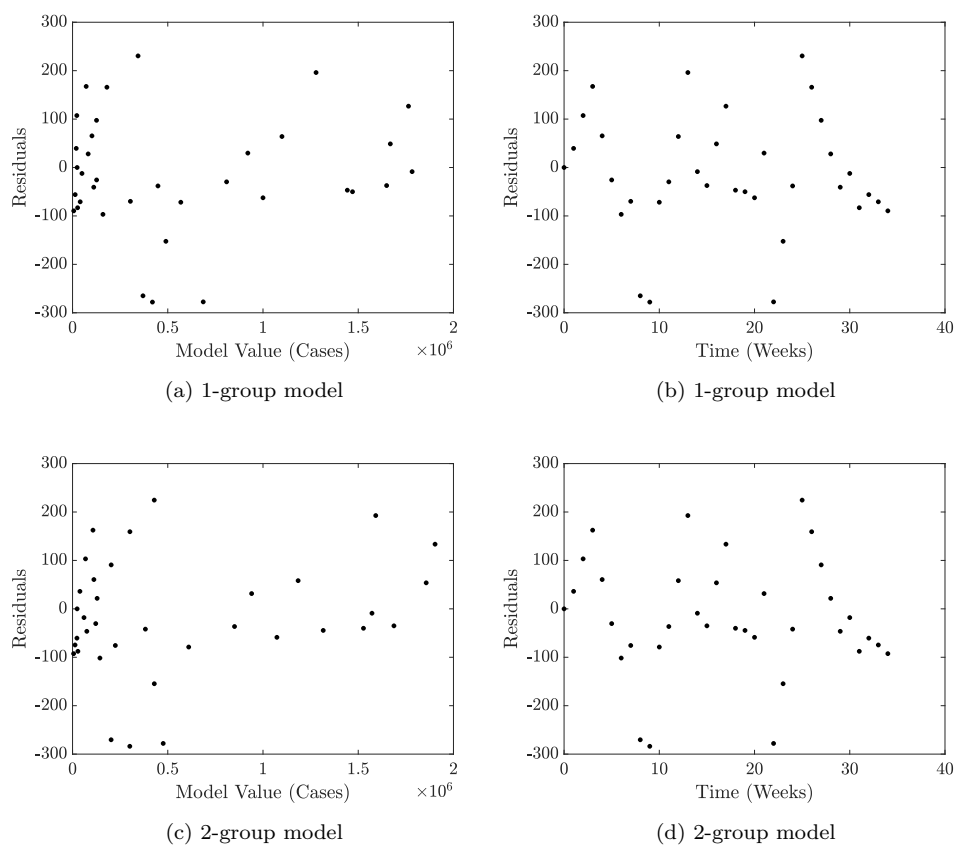 300
200
100
0
-100
-200
-300
Residuals
0 0.5 1 1.5 2
Model Value (Cases) ×10⁶
(a) 1-group model
300
200
100
0
-100
-200
-300
Residuals
0 10 20 30 40
Time (Weeks)
(b) 1-group model
300
200
100
0
-100
-200
-300
Residuals
0 0.5 1 1.5 2
Model Value (Cases) ×10⁶
(c) 2-group model
300
200
100
0
-100
-200
-300
Residuals
0 10 20 30 40
Time (Weeks)
(d) 2-group model